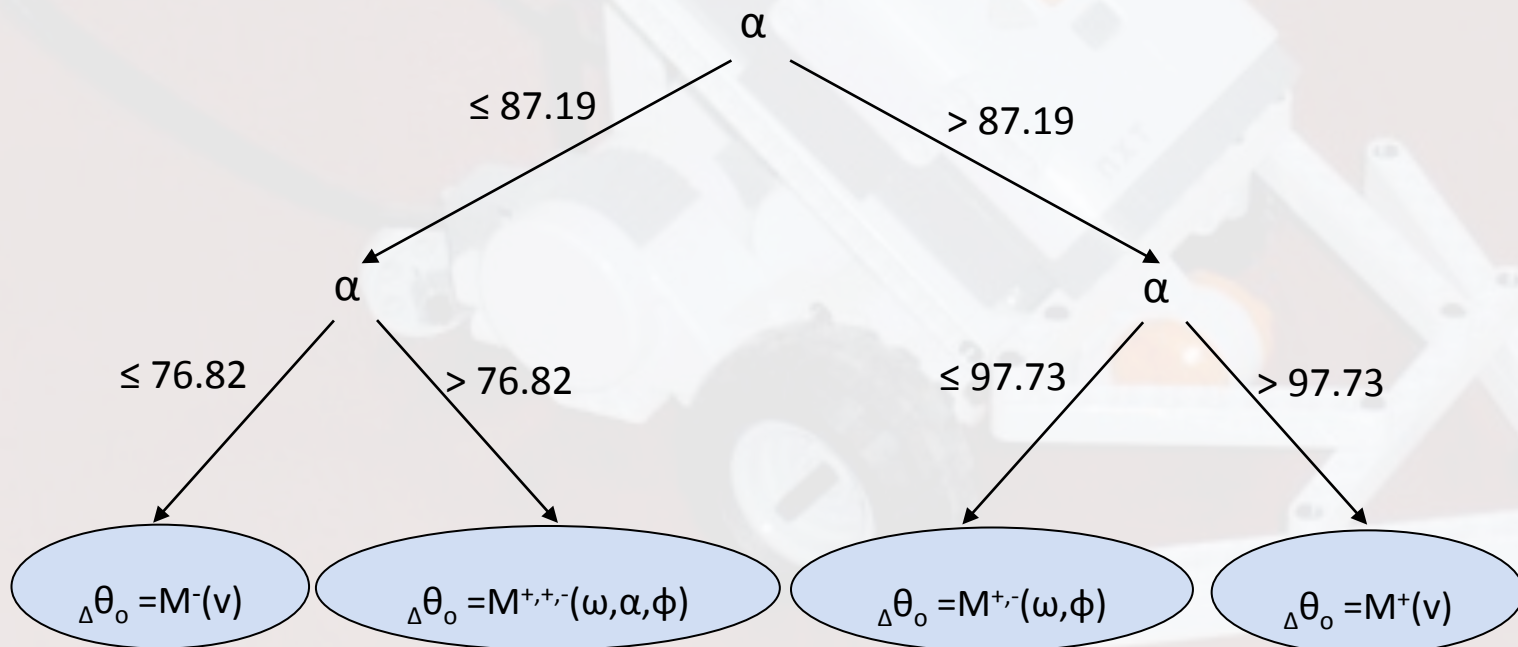 α
≤ 87.19
> 87.19
α
α
≤ 76.82
> 76.82
≤ 97.73
> 97.73
Δθo =M-(v)
Δθo =M+,+,-(ω,α,ϕ)
Δθo =M+,-(ω,ϕ)
Δθo =M+(v)